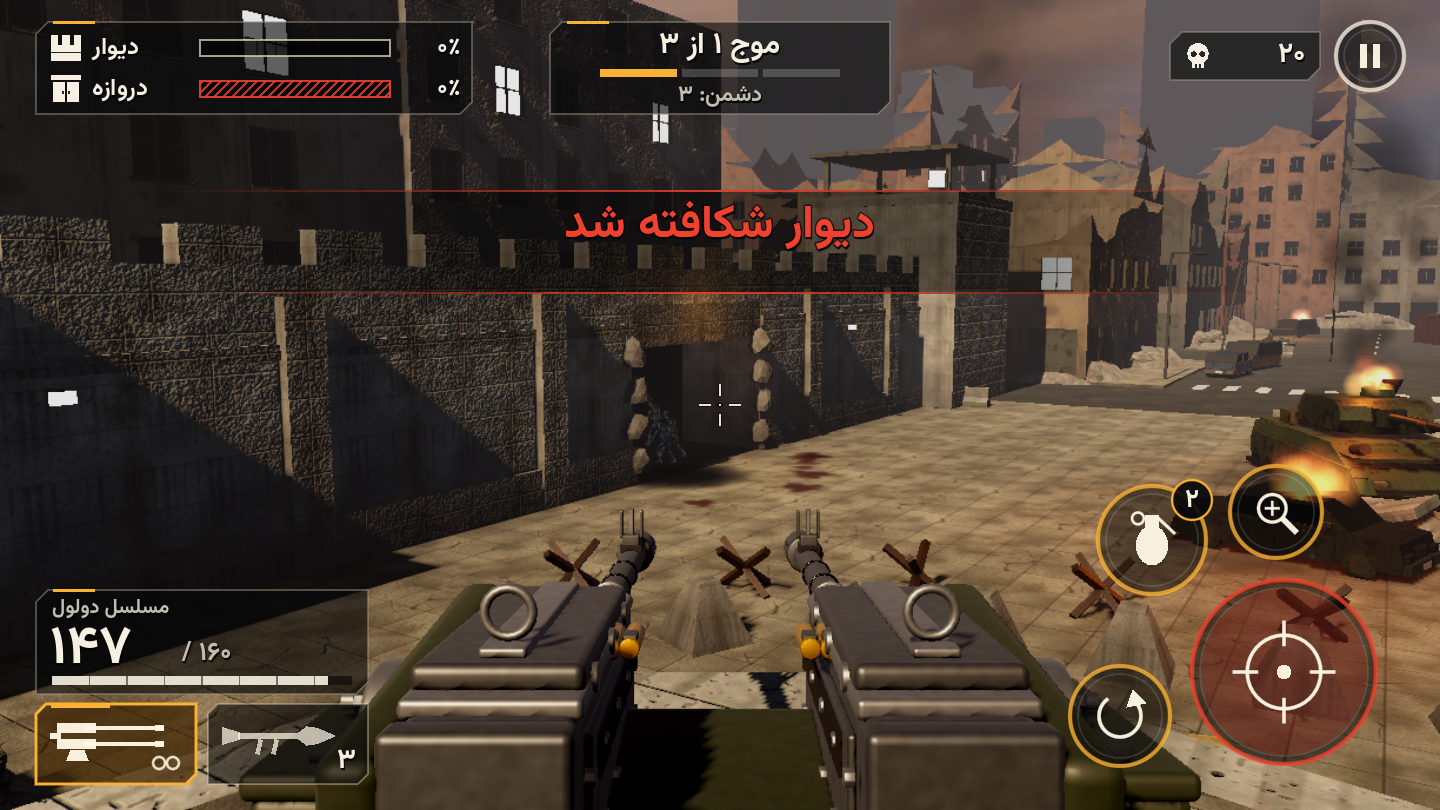 دیوار ۰٪
دروازه ۰٪
موج ۱ از ۳
دشمن: ۳
۲۰
دیوار شکافته شد
۲
مسلسل دولول
۱۴۷ / ۱۶۰
∞
۳